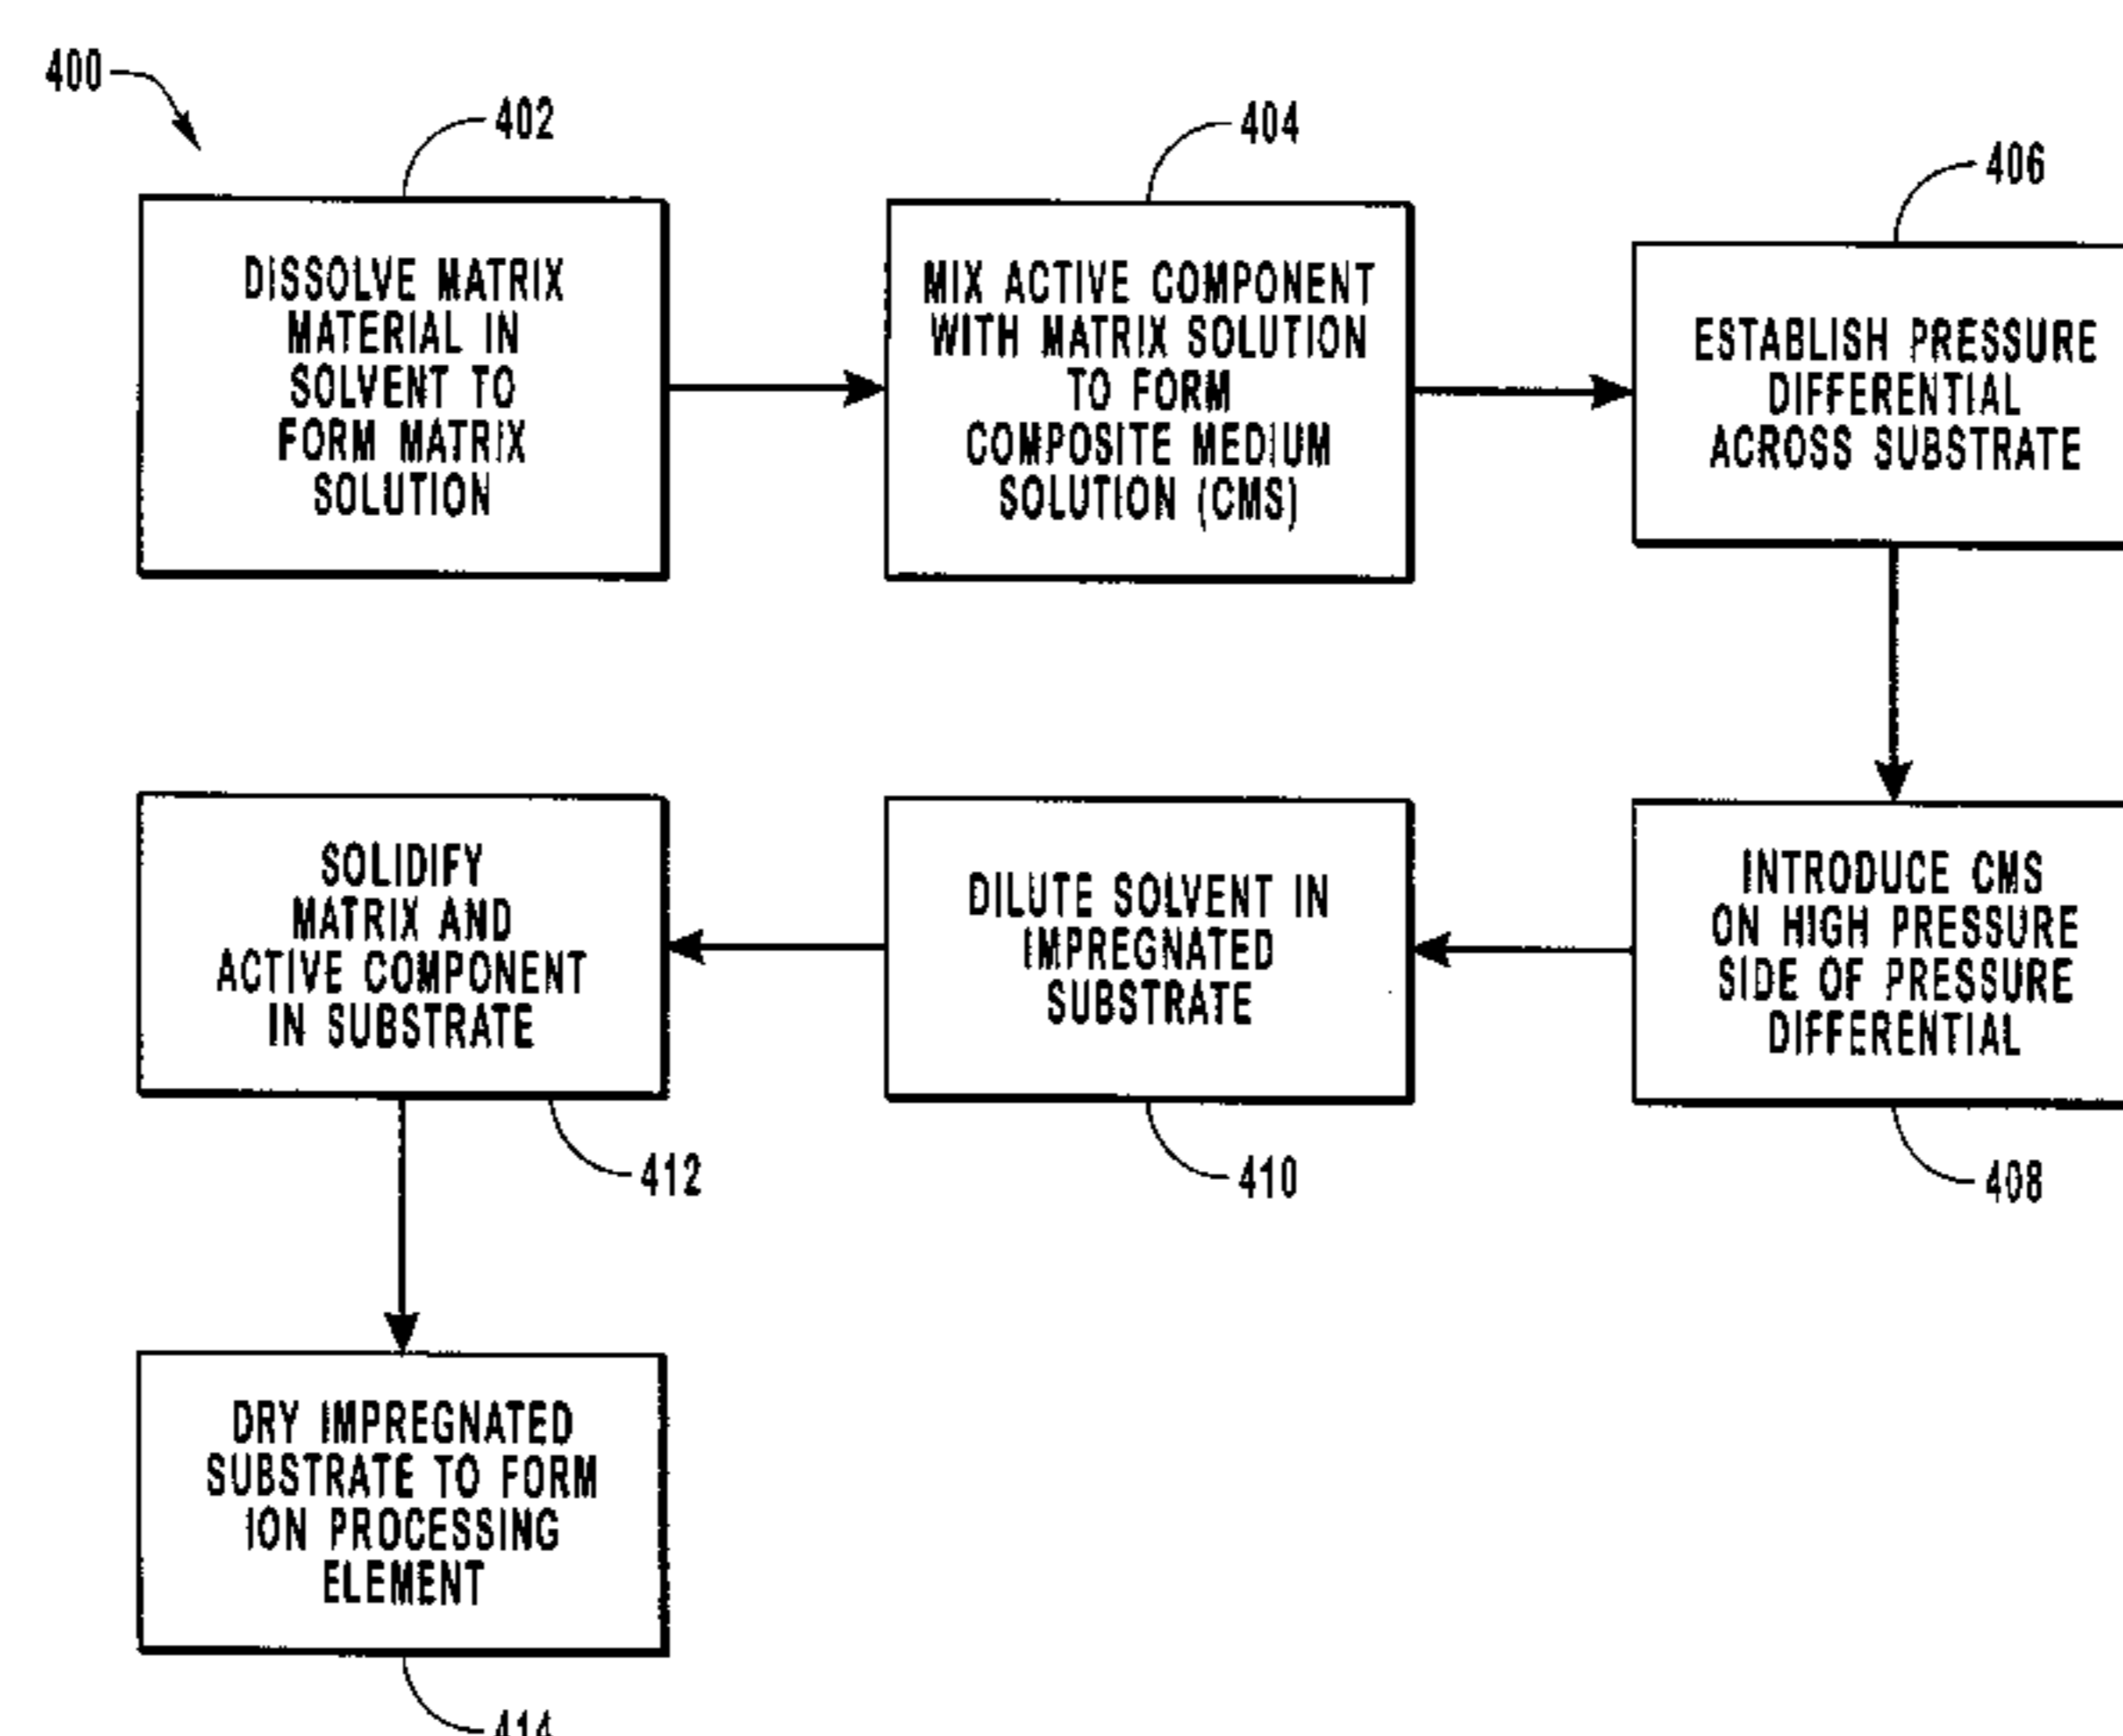 400
402
404
406
DISSOLVE MATRIX
MATERIAL IN
SOLVENT TO
FORM MATRIX
SOLUTION
MIX ACTIVE COMPONENT
WITH MATRIX SOLUTION
TO FORM
COMPOSITE MEDIUM
SOLUTION (CMS)
ESTABLISH PRESSURE
DIFFERENTIAL
ACROSS SUBSTRATE
INTRODUCE CMS
ON HIGH PRESSURE
SIDE OF PRESSURE
DIFFERENTIAL
408
DILUTE SOLVENT IN
IMPREGNATED
SUBSTRATE
410
SOLIDIFY
MATRIX AND
ACTIVE COMPONENT
IN SUBSTRATE
412
DRY IMPREGNATED
SUBSTRATE TO FORM
ION PROCESSING
ELEMENT
414